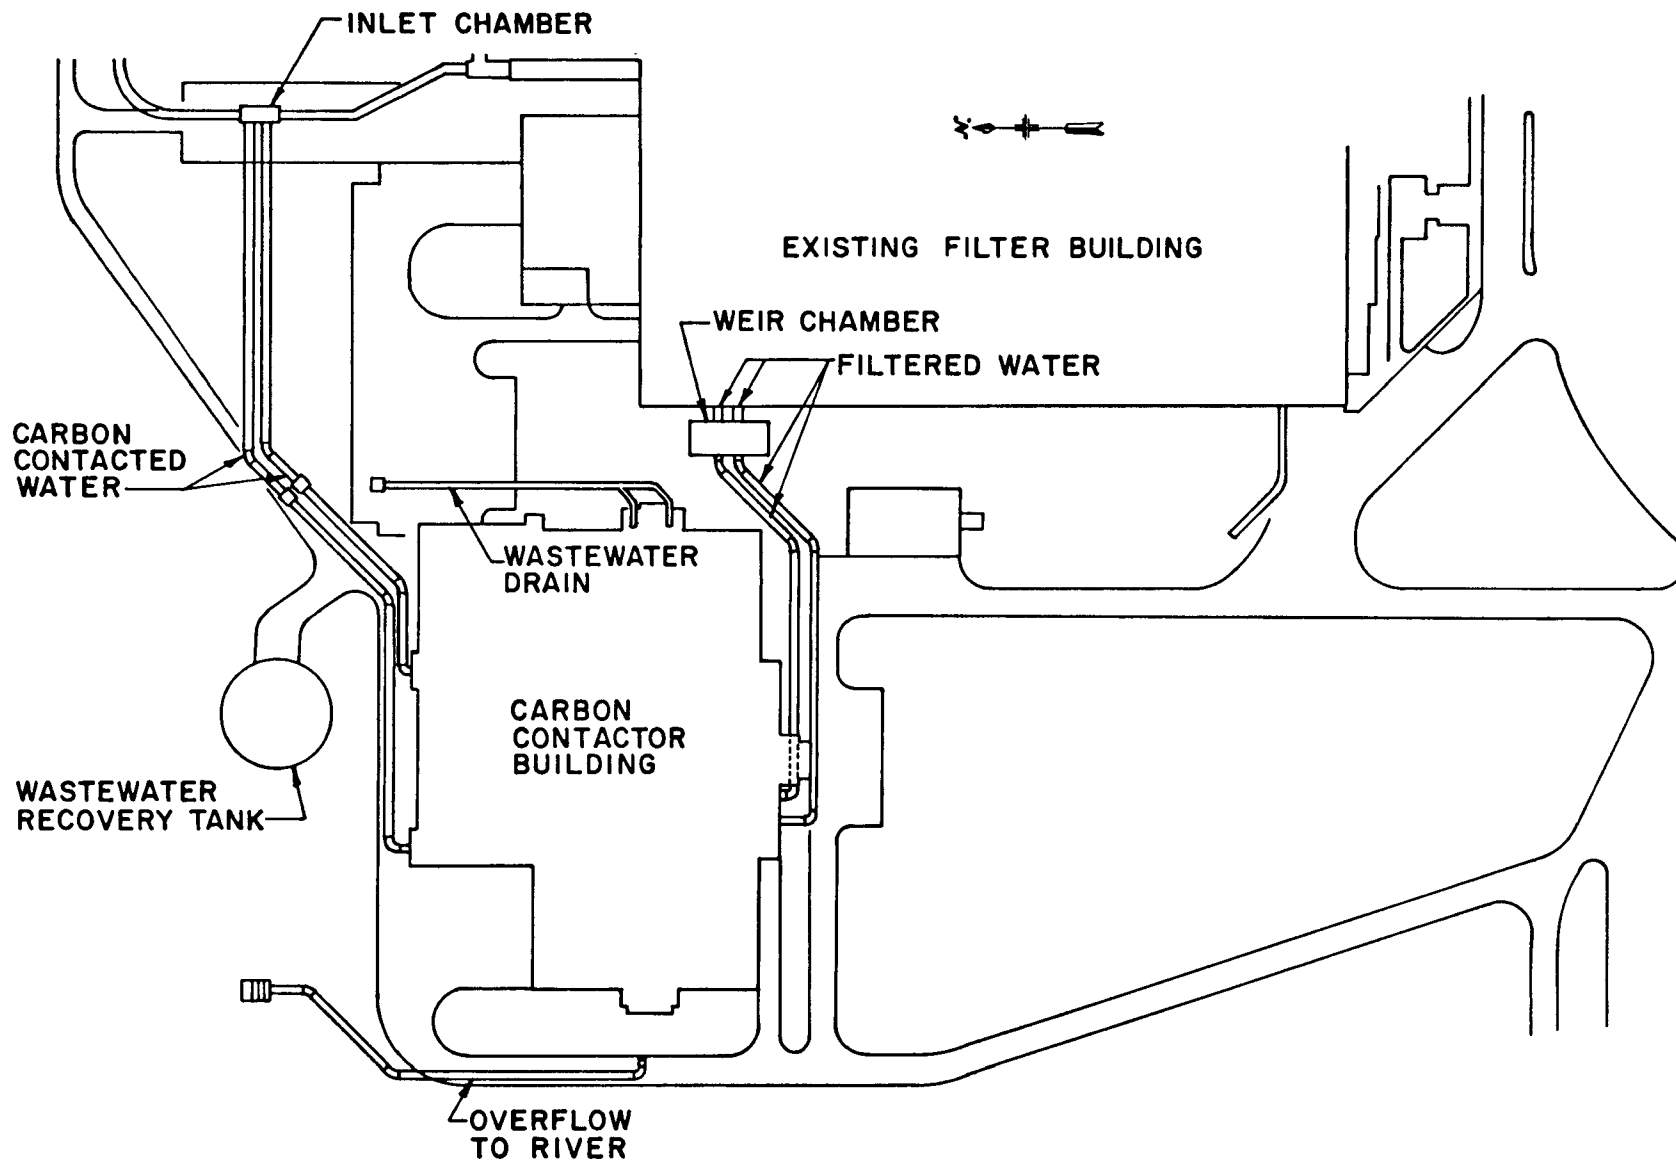 INLET CHAMBER
N.
EXISTING FILTER BUILDING
WEIR CHAMBER
FILTERED WATER
CARBON
CONTACTED
WATER
WASTEWATER
DRAIN
CARBON
CONTACTOR
BUILDING
WASTEWATER
RECOVERY TANK
OVERFLOW
TO RIVER